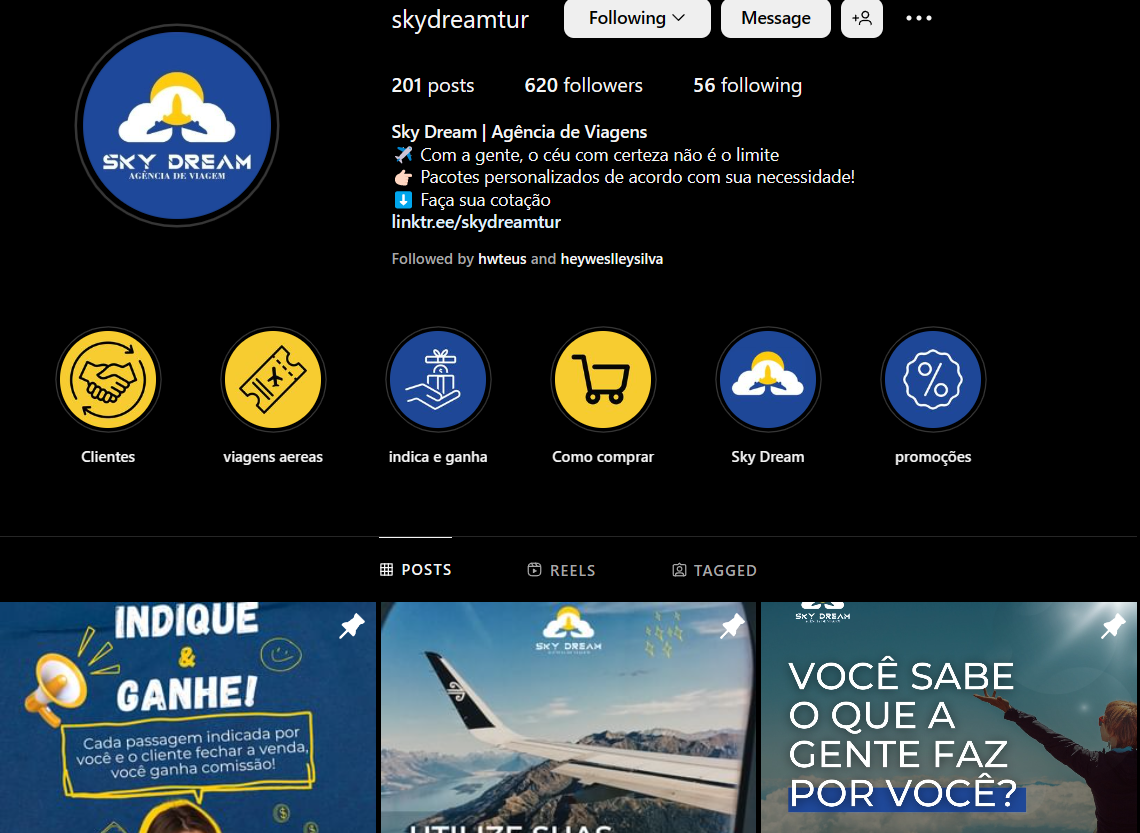 skydreamtur
Following
Message
201 posts
620 followers
56 following
SKY DREAM
AGÊNCIA DE VIAGEM
Sky Dream | Agência de Viagens
Com a gente, o céu com certeza não é o limite
Pacotes personalizados de acordo com sua necessidade!
Faça sua cotação
linktr.ee/skydreamtur
Followed by hwteus and heyweslleysilva
Clientes
viagens aereas
indica e ganha
Como comprar
Sky Dream
promoções
POSTS
REELS
TAGGED
INDIQUE
&
GANHE!
Cada passagem indicada por
você e o cliente fechar a venda,
você ganha comissão!
SKY DREAM
UTILIZE SUAS
SKY DREAM
VOCÊ SABE
O QUE A
GENTE FAZ
POR VOCÊ?